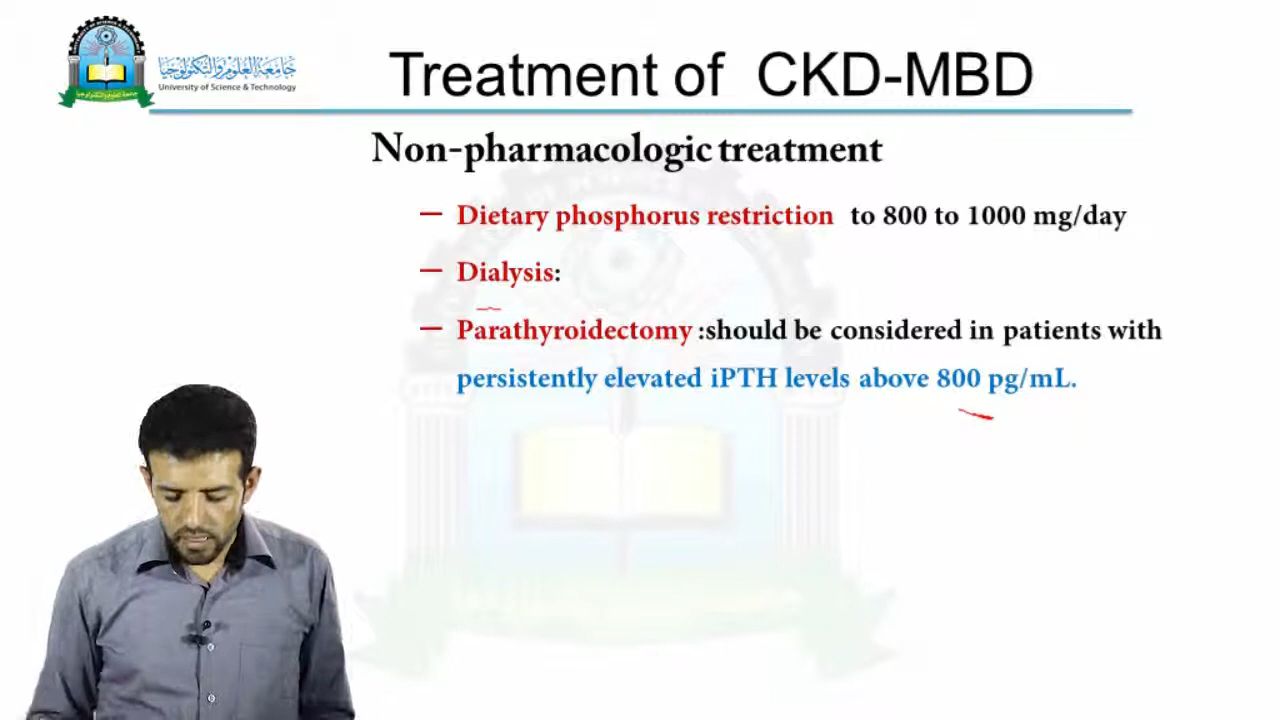 جامعة العلوم والتكنولوجيا
University of Science & Technology
Treatment of CKD-MBD
Non-pharmacologic treatment
– Dietary phosphorus restriction to 800 to 1000 mg/day
– Dialysis:
– Parathyroidectomy :should be considered in patients with
persistently elevated iPTH levels above 800 pg/mL.